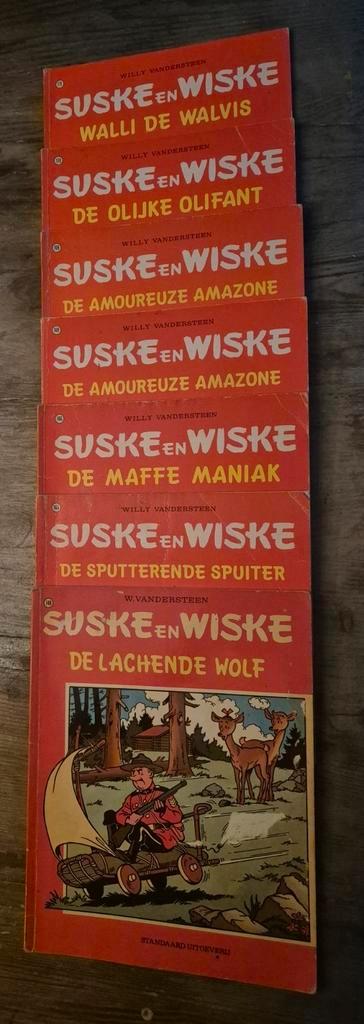 WILLY VANDERSTEEN
SUSKE EN WISKE
WALLI DE WALVIS
WILLY VANDERSTEEN
SUSKE EN WISKE
DE OLIJKE OLIFANT
WILLY VANDERSTEEN
SUSKE EN WISKE
DE AMOUREUZE AMAZONE
WILLY VANDERSTEEN
SUSKE EN WISKE
DE AMOUREUZE AMAZONE
WILLY VANDERSTEEN
SUSKE EN WISKE
DE MAFFE MANIAK
WILLY VANDERSTEEN
SUSKE EN WISKE
DE SPUTTERENDE SPUITER
W. VANDERSTEEN
SUSKE EN WISKE
DE LACHENDE WOLF
STANDAARD UITGEVERIJ